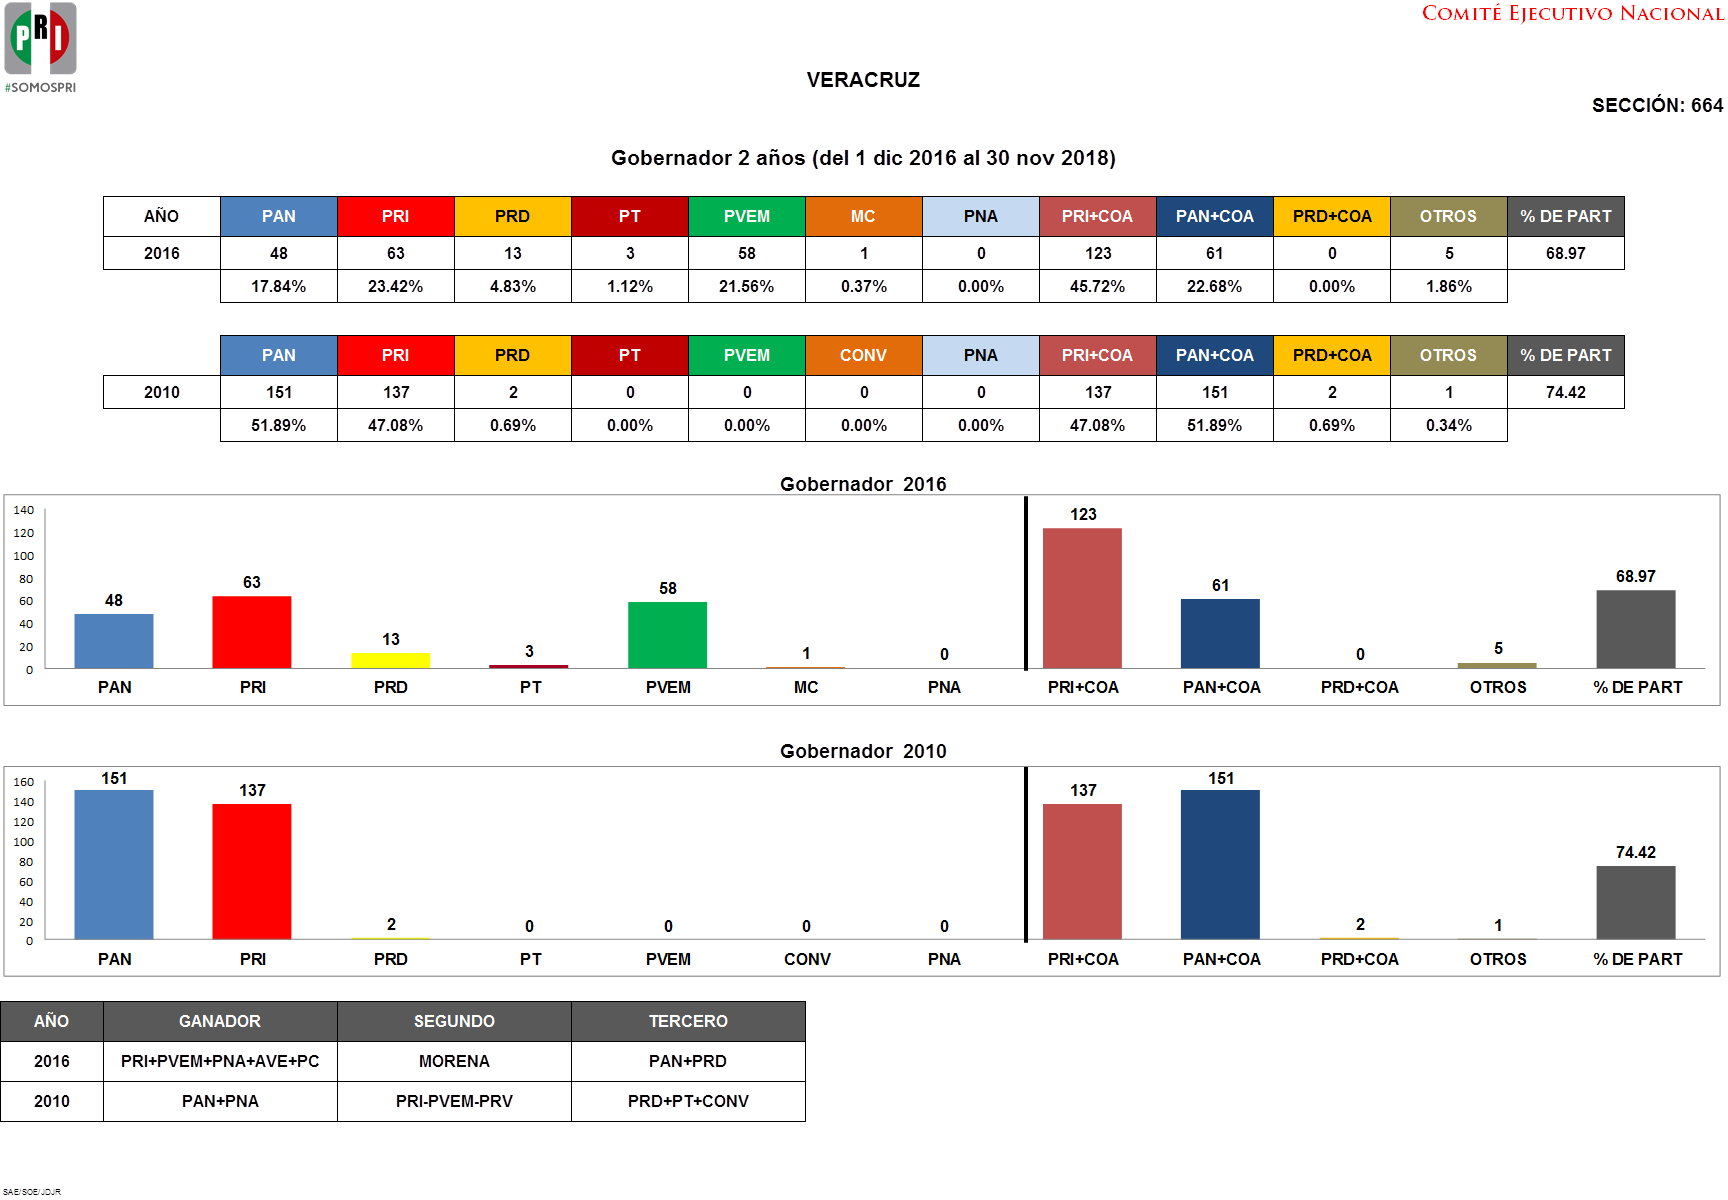 PRI
#SOMOSPRI
COMITÉ EJECUTIVO NACIONAL
VERACRUZ
SECCIÓN: 664
Gobernador 2 años (del 1 dic 2016 al 30 nov 2018)
AÑO PAN PRI PRD PT PVEM MC PNA PRI+COA PAN+COA PRD+COA OTROS % DE PART
2016 48 63 13 3 58 1 0 123 61 0 5 68.97
17.84% 23.42% 4.83% 1.12% 21.56% 0.37% 0.00% 45.72% 22.68% 0.00% 1.86%
PAN PRI PRD PT PVEM CONV PNA PRI+COA PAN+COA PRD+COA OTROS % DE PART
2010 151 137 2 0 0 0 0 137 151 2 1 74.42
51.89% 47.08% 0.69% 0.00% 0.00% 0.00% 0.00% 47.08% 51.89% 0.69% 0.34%
Gobernador 2016
140
120
100
80
60
40
20
0
48 63 13 3 58 1 0 123 61 0 5 68.97
PAN PRI PRD PT PVEM MC PNA PRI+COA PAN+COA PRD+COA OTROS % DE PART
Gobernador 2010
160
140
120
100
80
60
40
20
0
151 137 2 0 0 0 0 137 151 2 1 74.42
PAN PRI PRD PT PVEM CONV PNA PRI+COA PAN+COA PRD+COA OTROS % DE PART
AÑO GANADOR SEGUNDO TERCERO
2016 PRI+PVEM+PNA+AVE+PC MORENA PAN+PRD
2010 PAN+PNA PRI-PVEM-PRV PRD+PT+CONV
SAE/SOE/JDJR